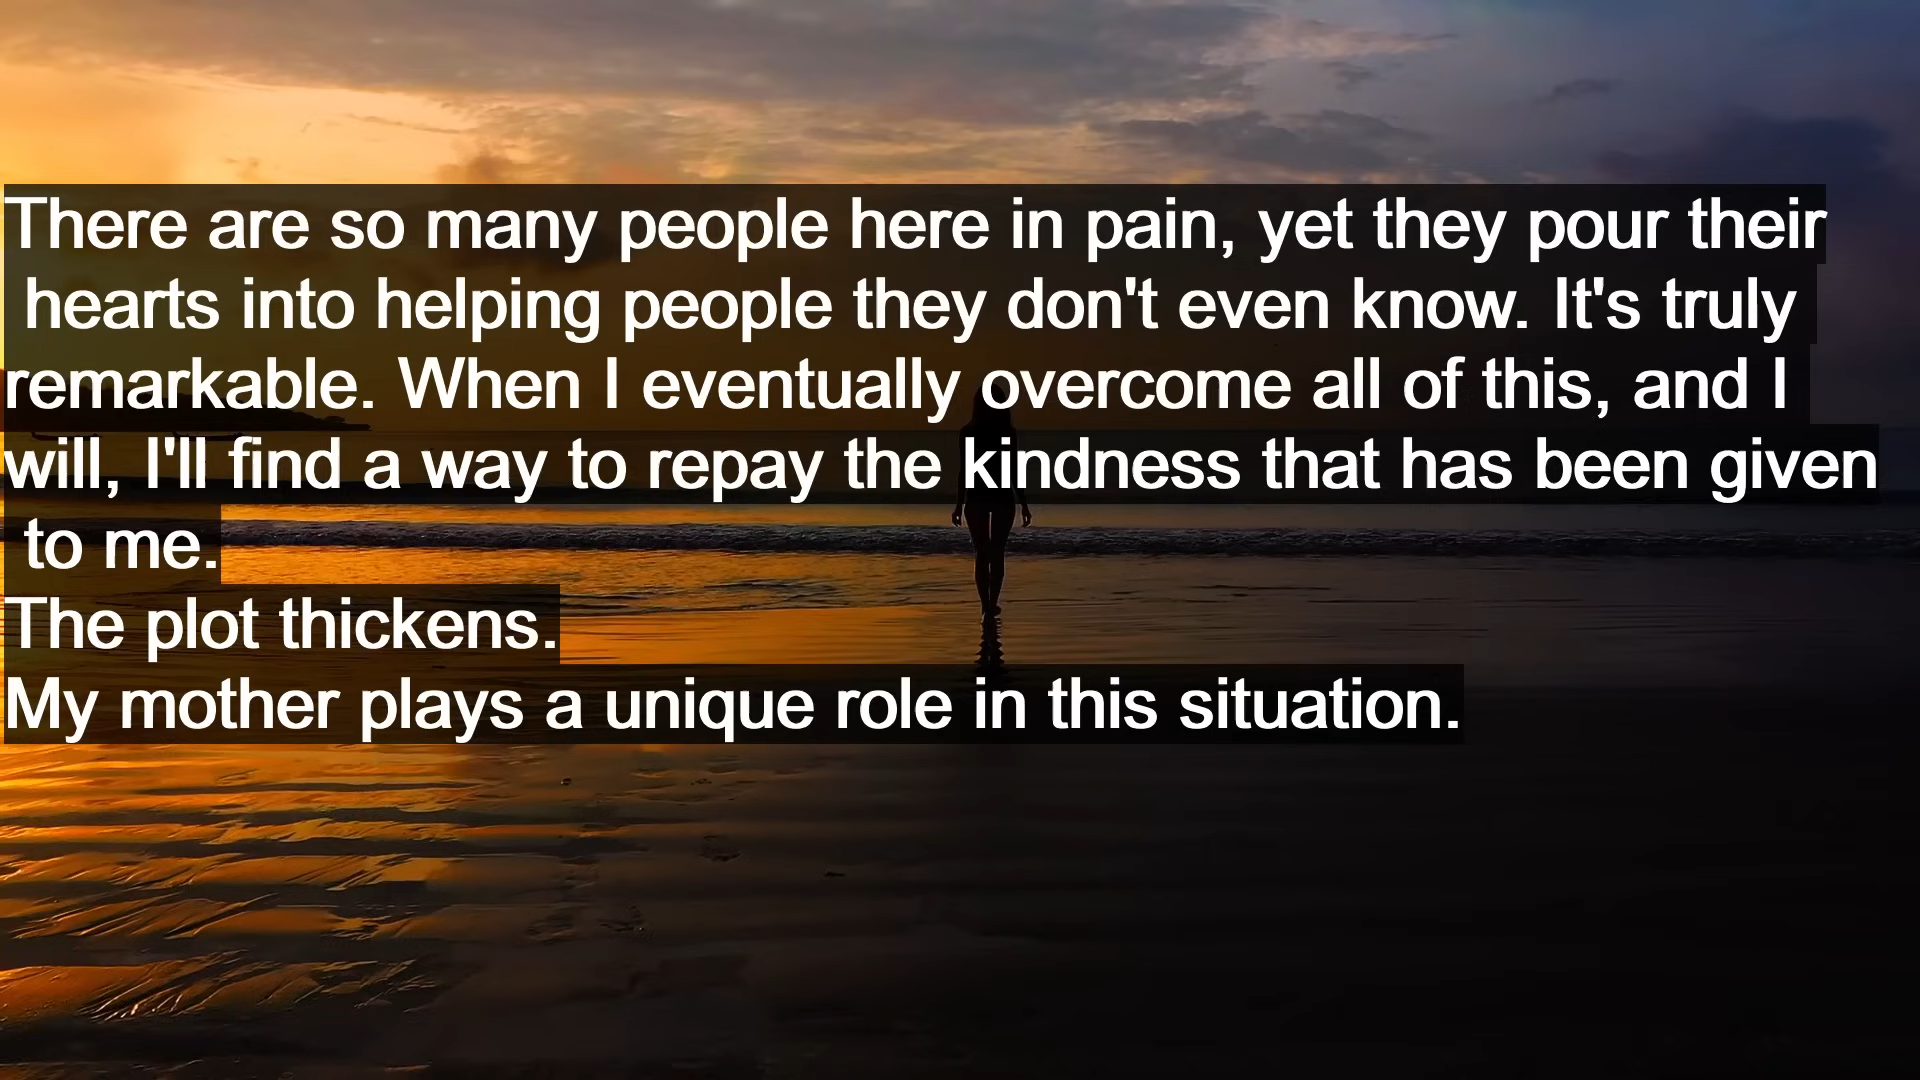 There are so many people here in pain, yet they pour their
hearts into helping people they don't even know. It's truly
remarkable. When I eventually overcome all of this, and I
will, I'll find a way to repay the kindness that has been given
to me.
The plot thickens.
My mother plays a unique role in this situation.